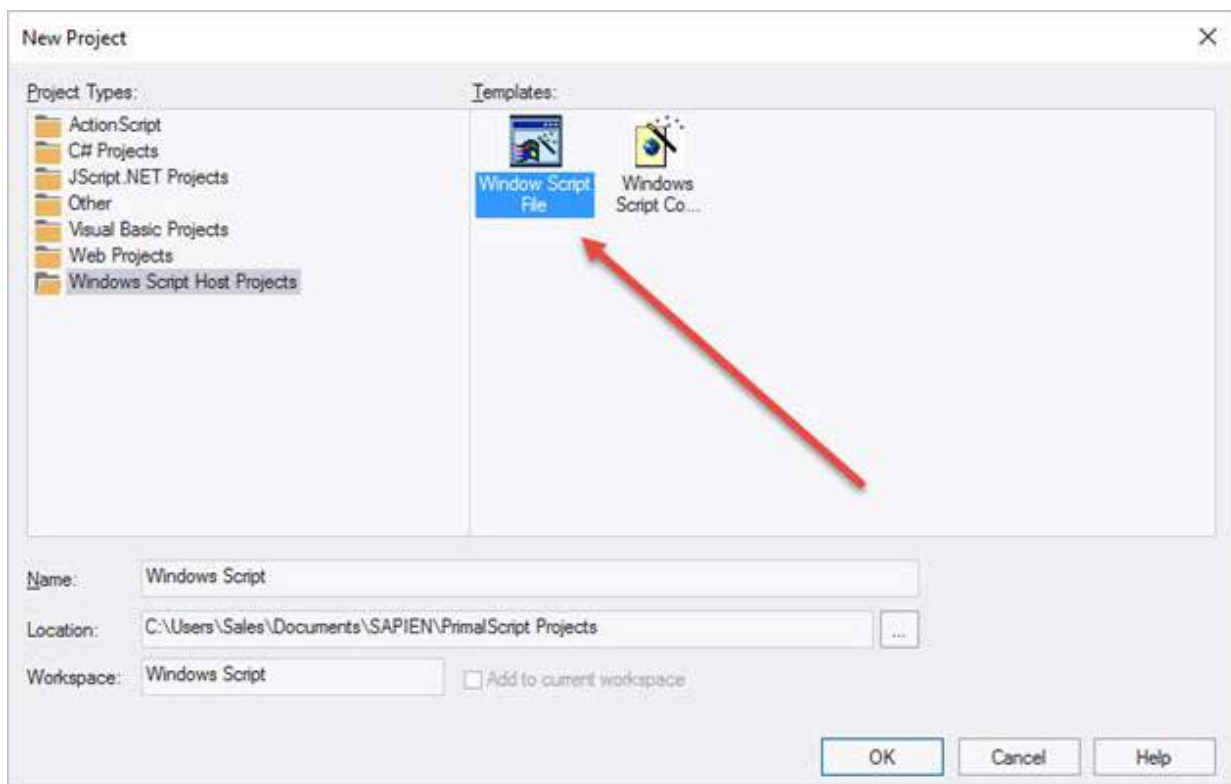 New Project
Project Types:
ActionScript
C# Projects
JScript.NET Projects
Other
Visual Basic Projects
Web Projects
Windows Script Host Projects
Templates:
Window Script
File
Windows
Script Co...
Name:
Windows Script
Location:
C:\Users\Sales\Documents\SAPIEN\PrimalScript Projects
...
Workspace:
Windows Script
Add to current workspace
OK
Cancel
Help